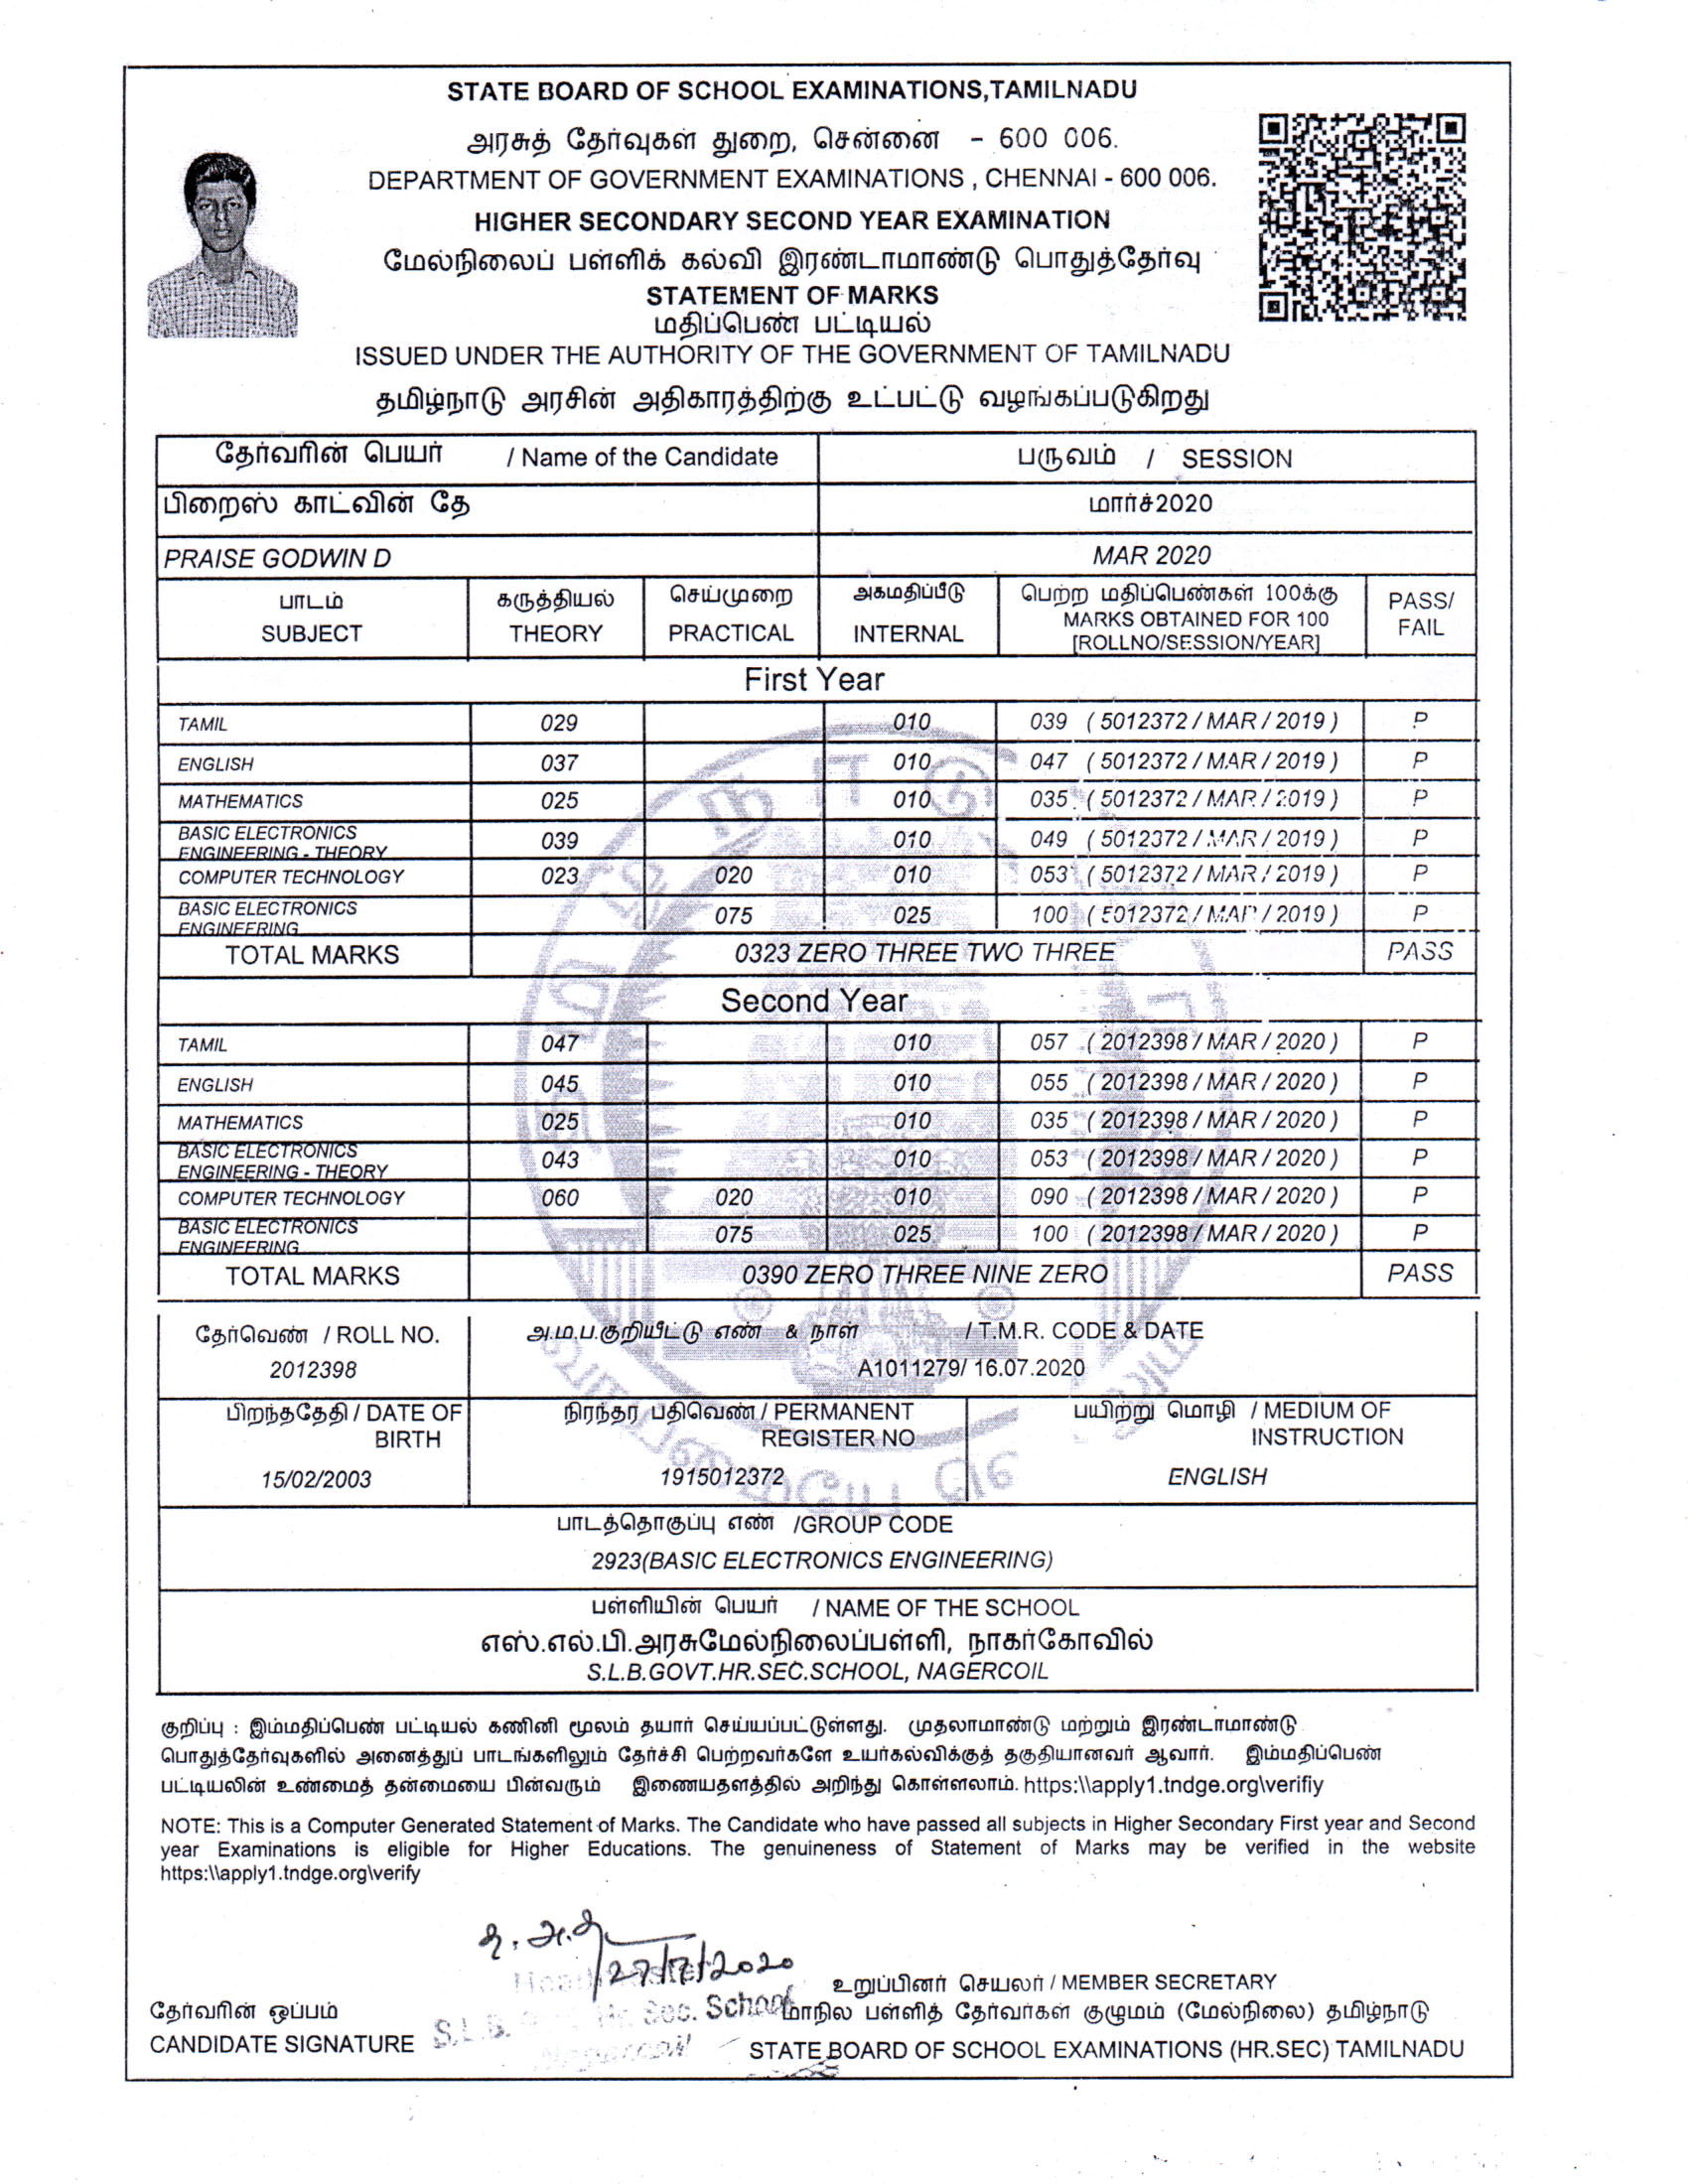 STATE BOARD OF SCHOOL EXAMINATIONS,TAMILNADU
அரசுத் தேர்வுகள் துறை, சென்னை - 600 006.
DEPARTMENT OF GOVERNMENT EXAMINATIONS , CHENNAI - 600 006.
HIGHER SECONDARY SECOND YEAR EXAMINATION
மேல்நிலைப் பள்ளிக் கல்வி இரண்டாமாண்டு பொதுத்தேர்வு
STATEMENT OF MARKS
மதிப்பெண் பட்டியல்
ISSUED UNDER THE AUTHORITY OF THE GOVERNMENT OF TAMILNADU
தமிழ்நாடு அரசின் அதிகாரத்திற்கு உட்பட்டு வழங்கப்படுகிறது
தேர்வரின் பெயர் / Name of the Candidate பருவம் / SESSION
பிறைஸ் காட்வின் தே மார்ச்2020
PRAISE GODWIN D MAR 2020
பாடம் கருத்தியல் செய்முறை அகமதிப்பீடு பெற்ற மதிப்பெண்கள் 100க்கு PASS/
SUBJECT THEORY PRACTICAL INTERNAL MARKS OBTAINED FOR 100 FAIL
[ROLLNO/SESSION/YEAR]
First Year
TAMIL 029 010 039 ( 5012372 / MAR / 2019 ) P
ENGLISH 037 010 047 ( 5012372 / MAR / 2019 ) P
MATHEMATICS 025 010 035 ( 5012372 / MAR / 2019 ) P
BASIC ELECTRONICS
ENGINEERING - THEORY 039 010 049 ( 5012372 / MAR / 2019 ) P
COMPUTER TECHNOLOGY 023 020 010 053 ( 5012372 / MAR / 2019 ) P
BASIC ELECTRONICS
ENGINEERING 075 025 100 ( 5012372 / MAR / 2019 ) P
TOTAL MARKS 0323 ZERO THREE TWO THREE PASS
Second Year
TAMIL 047 010 057 ( 2012398 / MAR / 2020 ) P
ENGLISH 045 010 055 ( 2012398 / MAR / 2020 ) P
MATHEMATICS 025 010 035 ( 2012398 / MAR / 2020 ) P
BASIC ELECTRONICS
ENGINEERING - THEORY 043 010 053 ( 2012398 / MAR / 2020 ) P
COMPUTER TECHNOLOGY 060 020 010 090 ( 2012398 / MAR / 2020 ) P
BASIC ELECTRONICS
ENGINEERING 075 025 100 ( 2012398 / MAR / 2020 ) P
TOTAL MARKS 0390 ZERO THREE NINE ZERO PASS
தேர்வெண் / ROLL NO. அ.ம.ப.குறியீட்டு எண் & நாள் / T.M.R. CODE & DATE
2012398 A1011279/ 16.07.2020
பிறந்ததேதி / DATE OF BIRTH நிரந்தர பதிவெண் / PERMANENT REGISTER NO பயிற்று மொழி / MEDIUM OF INSTRUCTION
15/02/2003 1915012372 ENGLISH
பாடத்தொகுப்பு எண் /GROUP CODE
2923(BASIC ELECTRONICS ENGINEERING)
பள்ளியின் பெயர் / NAME OF THE SCHOOL
எஸ்.எல்.பி.அரசுமேல்நிலைப்பள்ளி, நாகர்கோவில்
S.L.B.GOVT.HR.SEC.SCHOOL, NAGERCOIL
குறிப்பு : இம்மதிப்பெண் பட்டியல் கணினி மூலம் தயார் செய்யப்பட்டுள்ளது. முதலாமாண்டு மற்றும் இரண்டாமாண்டு
பொதுத்தேர்வுகளில் அனைத்துப் பாடங்களிலும் தேர்ச்சி பெற்றவர்களே உயர்கல்விக்குத் தகுதியானவர் ஆவார். இம்மதிப்பெண்
பட்டியலின் உண்மைத் தன்மையை பின்வரும் இணையதளத்தில் அறிந்து கொள்ளலாம். https:\\apply1.tndge.org\verifiy
NOTE: This is a Computer Generated Statement of Marks. The Candidate who have passed all subjects in Higher Secondary First year and Second
year Examinations is eligible for Higher Educations. The genuineness of Statement of Marks may be verified in the website
https:\\apply1.tndge.org\verify
27/7/2020
S.L.B. Hr. Sec. School
Nagercoil
உறுப்பினர் செயலர் / MEMBER SECRETARY
தேர்வரின் ஒப்பம் மாநில பள்ளித் தேர்வர்கள் குழுமம் (மேல்நிலை) தமிழ்நாடு
CANDIDATE SIGNATURE STATE BOARD OF SCHOOL EXAMINATIONS (HR.SEC) TAMILNADU